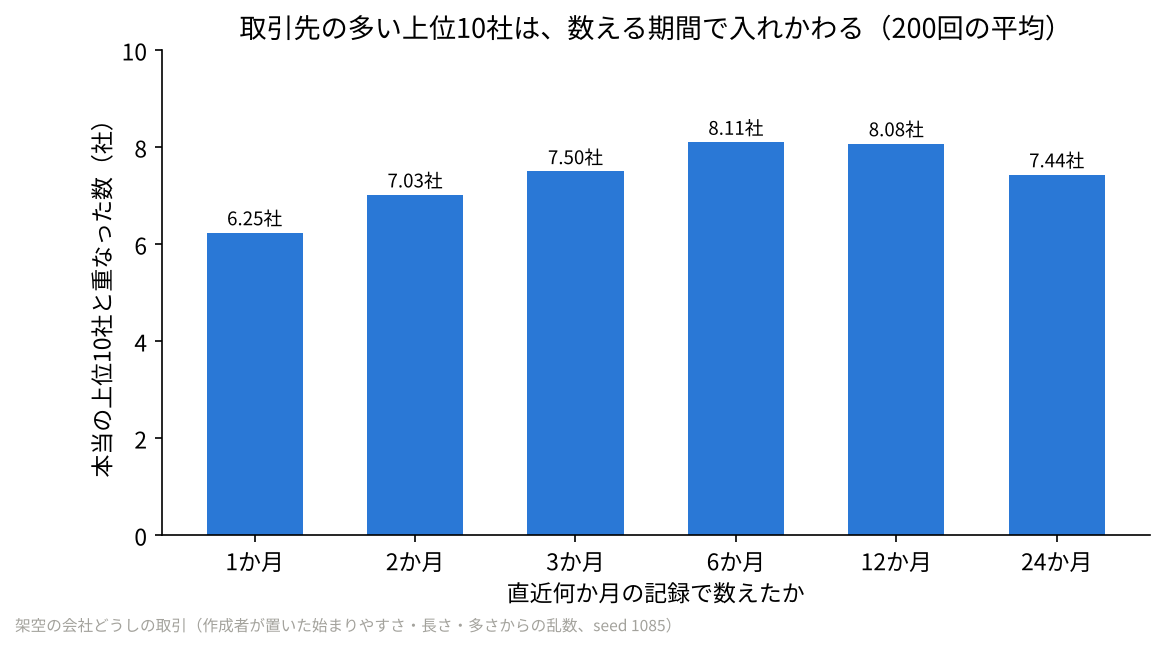 取引先の多い上位10社は、数える期間で入れかわる（200回の平均）
本当の上位10社と重なった数（社）
10
8
6
4
2
0
6.25社
7.03社
7.50社
8.11社
8.08社
7.44社
1か月
2か月
3か月
6か月
12か月
24か月
直近何か月の記録で数えたか
架空の会社どうしの取引（作成者が置いた始まりやすさ・長さ・多さからの乱数、seed 1085）